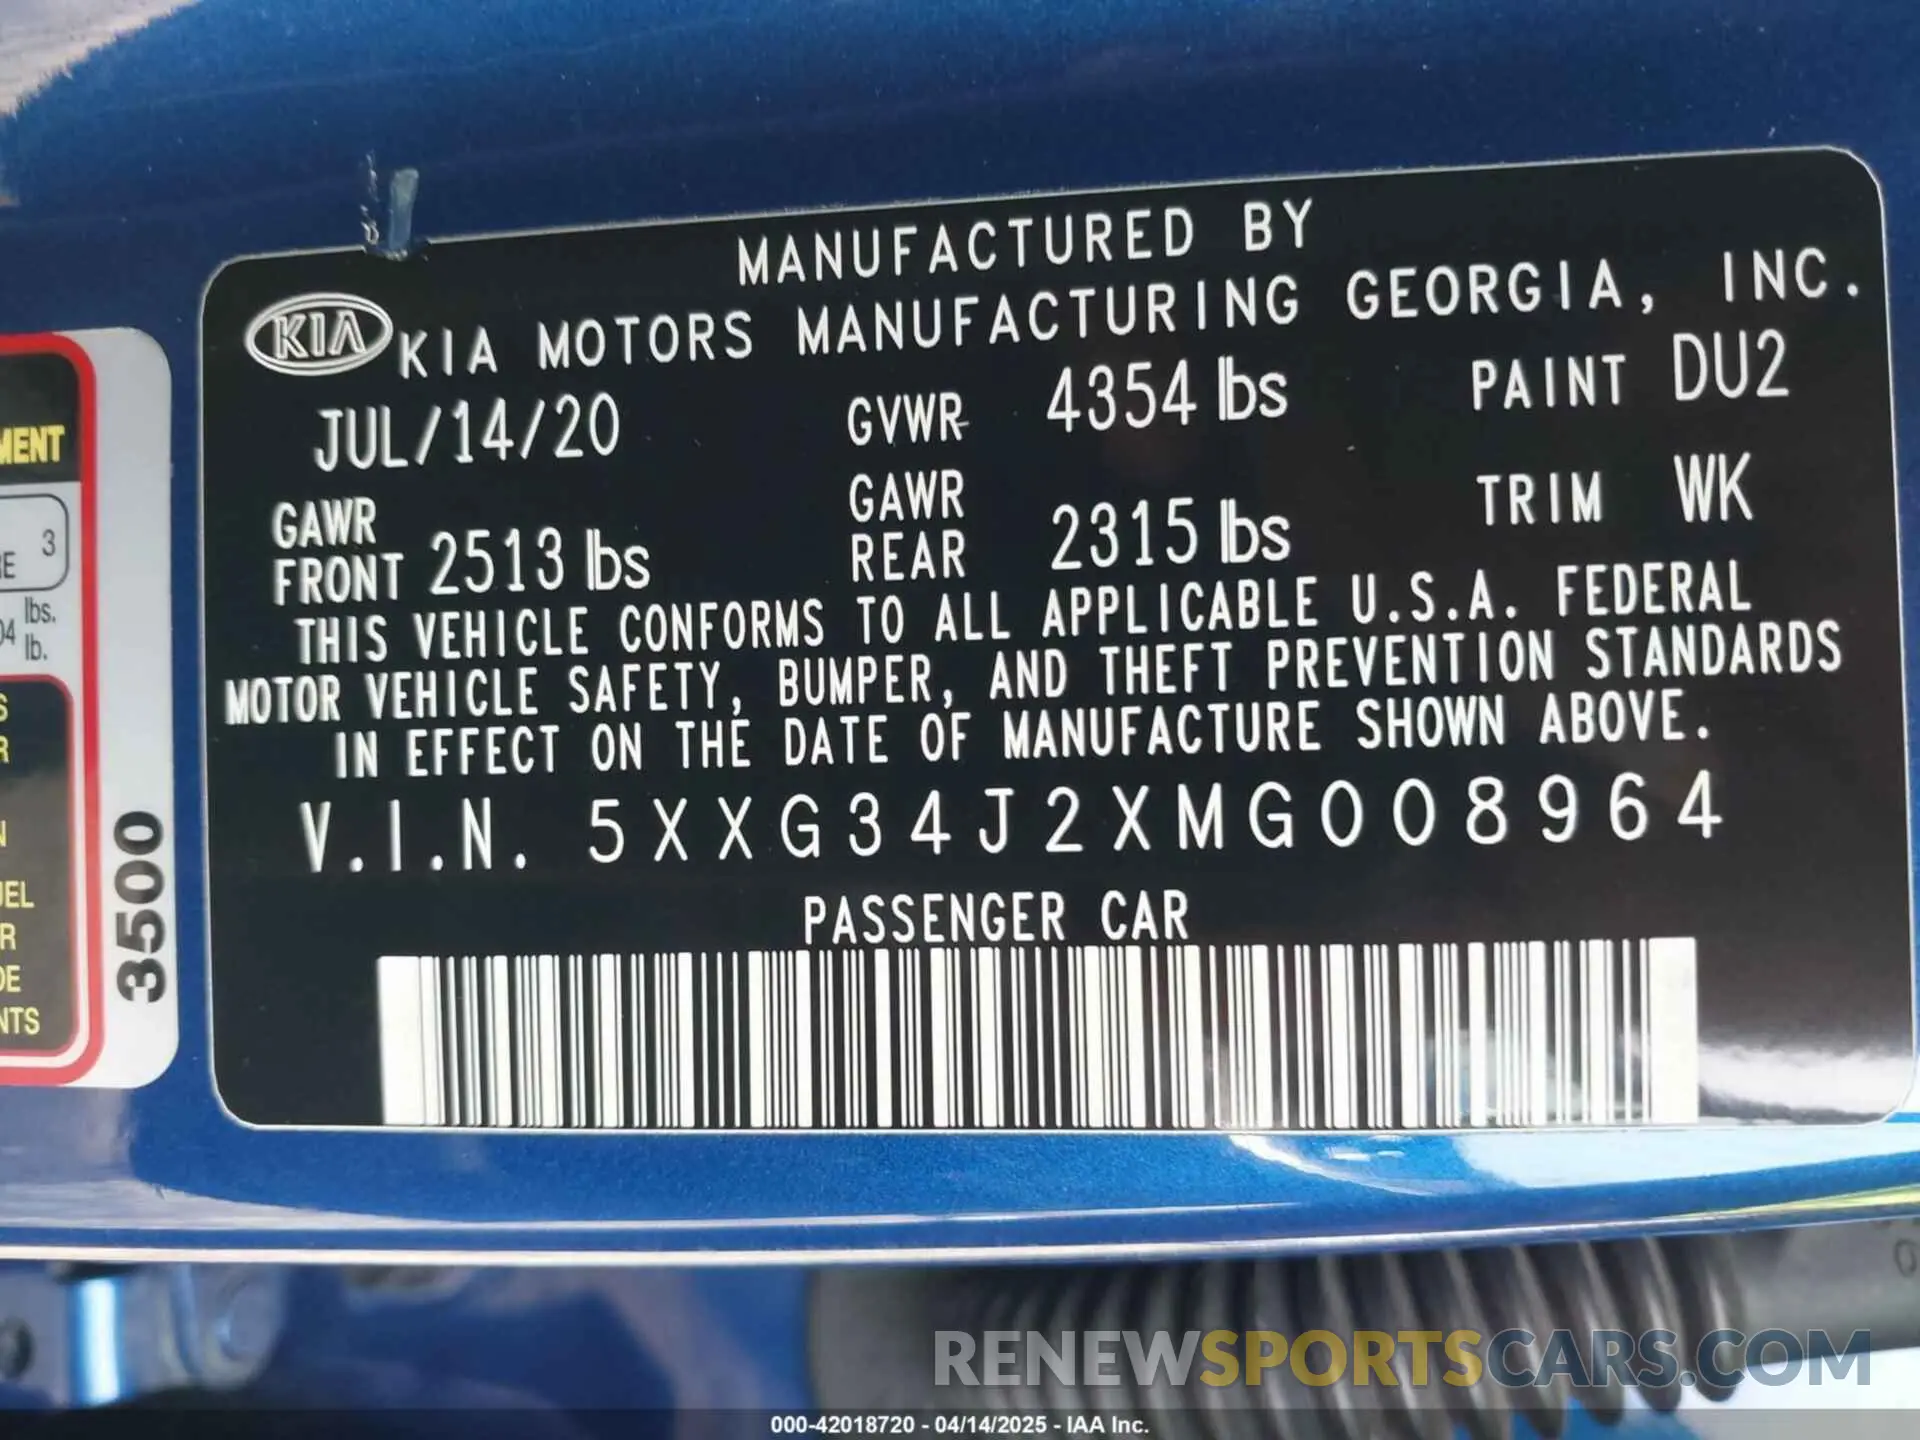 MANUFACTURED BY
KIA KIA MOTORS MANUFACTURING GEORGIA, INC.
JUL/14/20 GVWR 4354 lbs PAINT DU2
GAWR FRONT 2513 lbs GAWR REAR 2315 lbs TRIM WK
THIS VEHICLE CONFORMS TO ALL APPLICABLE U.S.A. FEDERAL
MOTOR VEHICLE SAFETY, BUMPER, AND THEFT PREVENTION STANDARDS
IN EFFECT ON THE DATE OF MANUFACTURE SHOWN ABOVE.
V.I.N. 5XXG34J2XMG008964
PASSENGER CAR
3
lbs.
lb.
3500
RENEWSPORTSCARS.COM
000-42018720 - 04/14/2025 - IAA Inc.